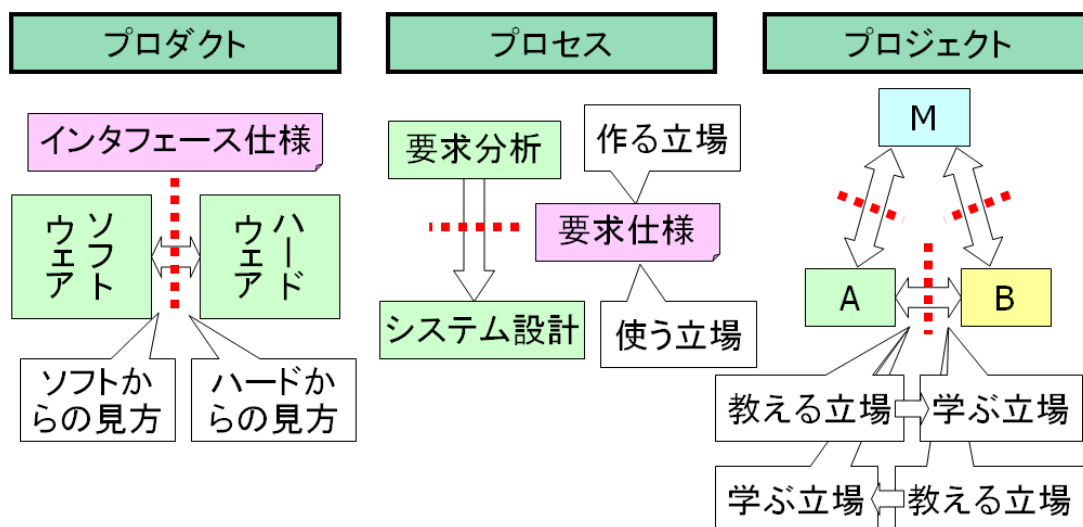 プロダクト
インタフェース仕様
ソフト
ウェア
ハード
ウェア
ソフトか
らの見方
ハードか
らの見方
プロセス
要求分析
作る立場
要求仕様
システム設計
使う立場
プロジェクト
M
A
B
教える立場
学ぶ立場
学ぶ立場
教える立場